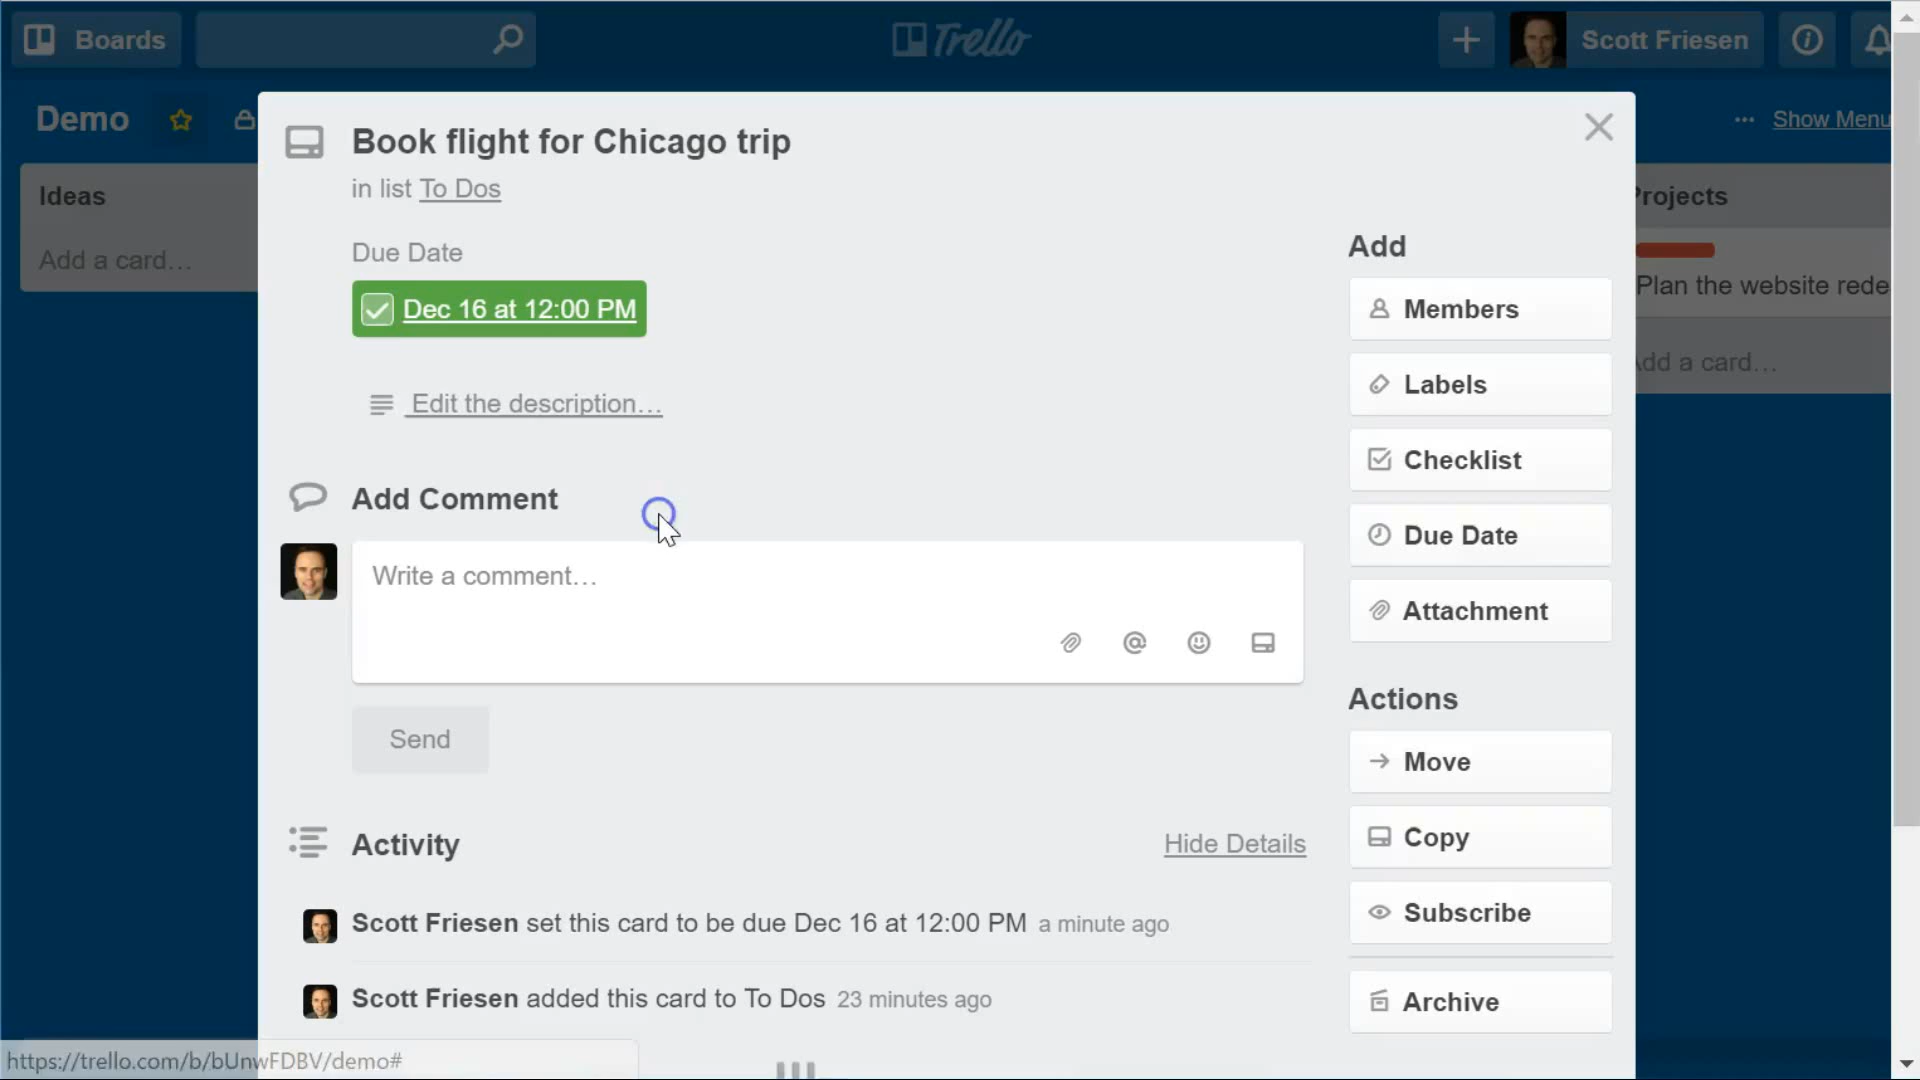 Boards
Trello
Scott Friesen
Demo
Show Menu
Ideas
Add a card…
Book flight for Chicago trip
in list To Dos
Due Date
Dec 16 at 12:00 PM
Edit the description…
Add Comment
Write a comment…
Send
Activity
Hide Details
Scott Friesen set this card to be due Dec 16 at 12:00 PM a minute ago
Scott Friesen added this card to To Dos 23 minutes ago
Add
Members
Labels
Checklist
Due Date
Attachment
Actions
Move
Copy
Subscribe
Archive
Projects
Plan the website rede
Add a card…
https://trello.com/b/bUnwFDBV/demo#